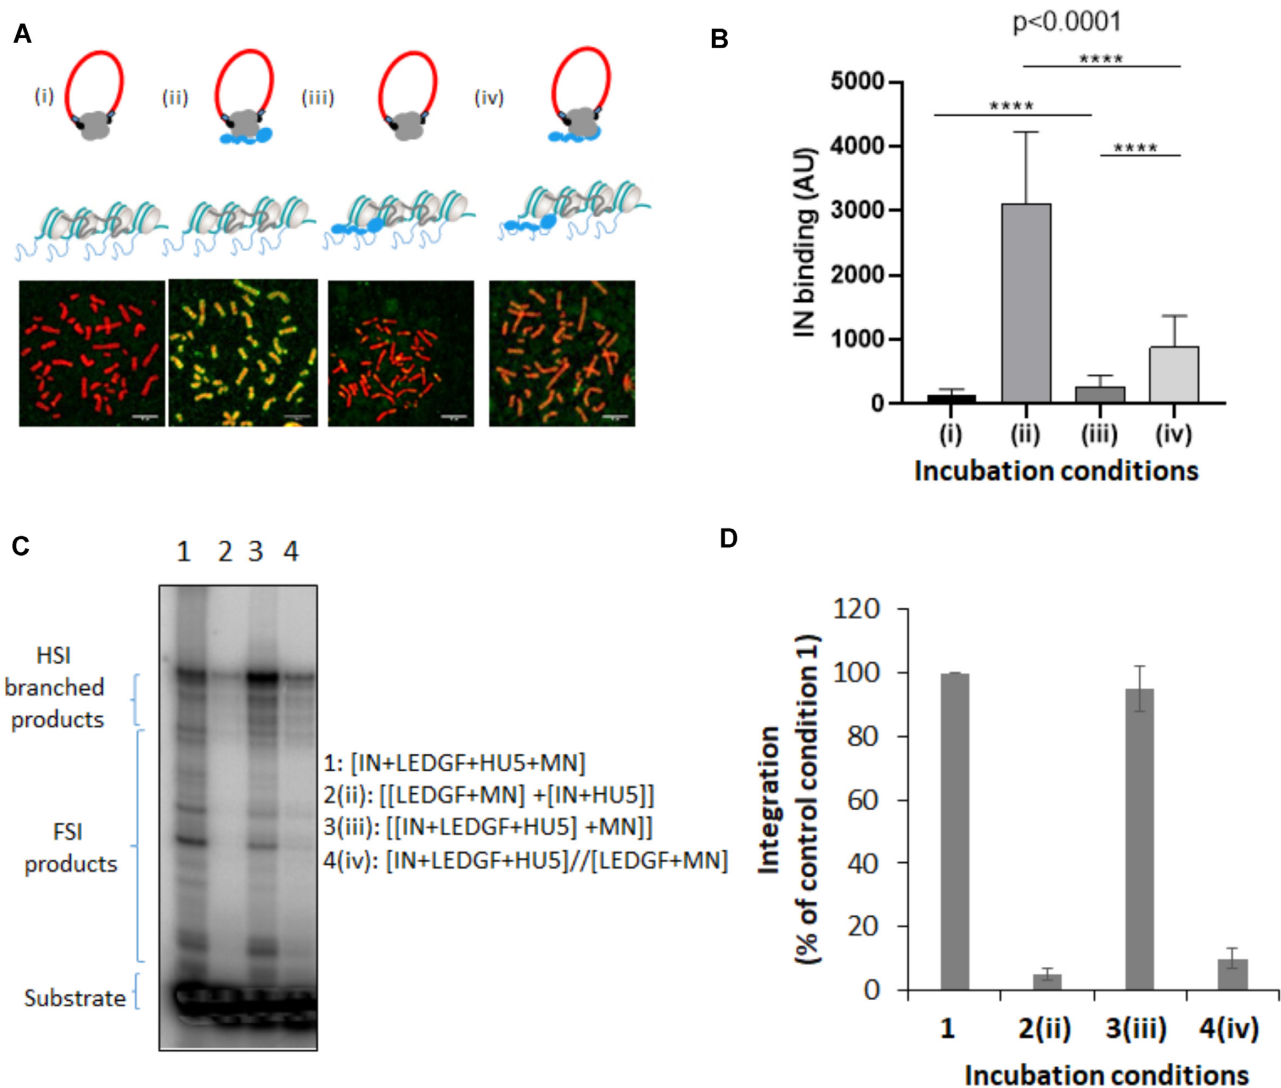 A
(i)
(ii)
(iii)
(iv)
B
p<0.0001
****
****
****
5000
4000
3000
2000
1000
0
IN binding (AU)
(i)
(ii)
(iii)
(iv)
Incubation conditions
C
1 2 3 4
HSI
branched
products
FSI
products
Substrate
1: [IN+LEDGF+HU5+MN]
2(ii): [[LEDGF+MN] +[IN+HU5]]
3(iii): [[IN+LEDGF+HU5] +MN]]
4(iv): [IN+LEDGF+HU5]//[LEDGF+MN]
D
120
100
80
60
40
20
0
Integration
(% of control condition 1)
1
2(ii)
3(iii)
4(iv)
Incubation conditions